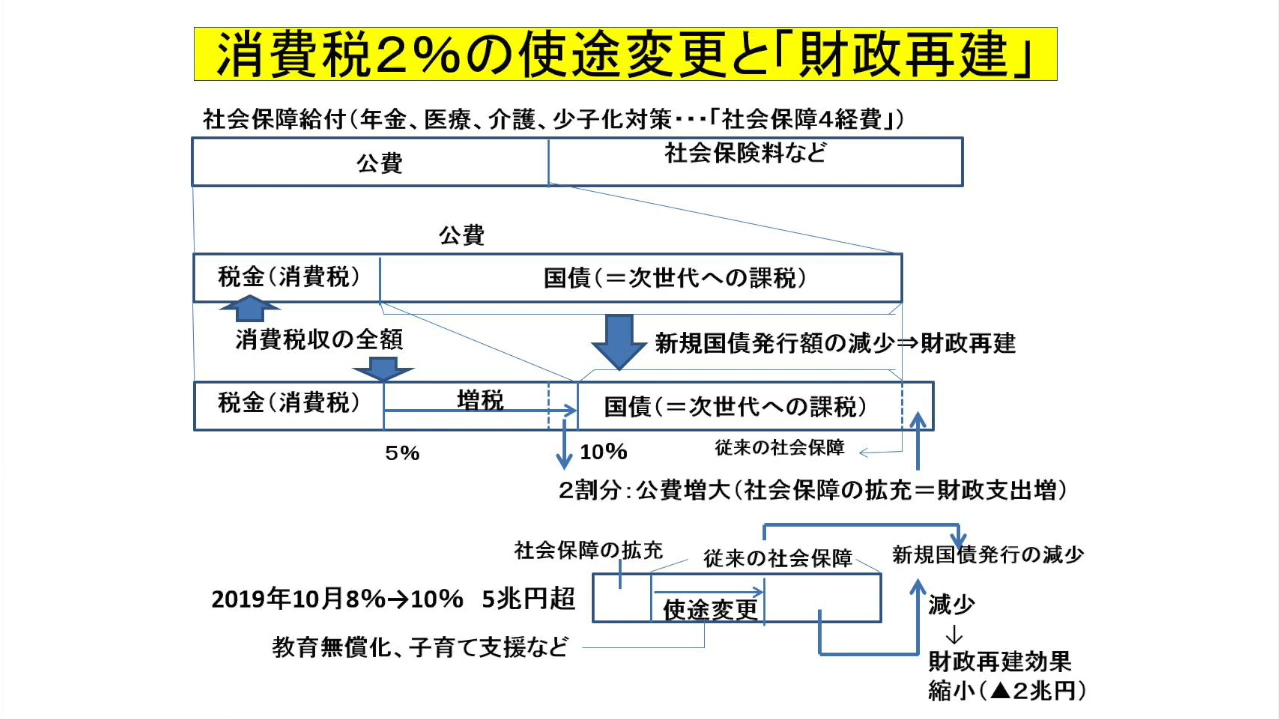 消費税2%の使途変更と「財政再建」
社会保障給付(年金、医療、介護、少子化対策・・・「社会保障4経費」)
公費
社会保険料など
公費
税金(消費税)
国債(=次世代への課税)
消費税収の全額
新規国債発行額の減少⇒財政再建
税金(消費税)
増税
国債(=次世代への課税)
5%
10%
従来の社会保障
2割分:公費増大(社会保障の拡充=財政支出増)
社会保障の拡充
従来の社会保障
新規国債発行の減少
2019年10月8%→10% 5兆円超
使途変更
減少
↓
教育無償化、子育て支援など
財政再建効果
縮小(▲2兆円)